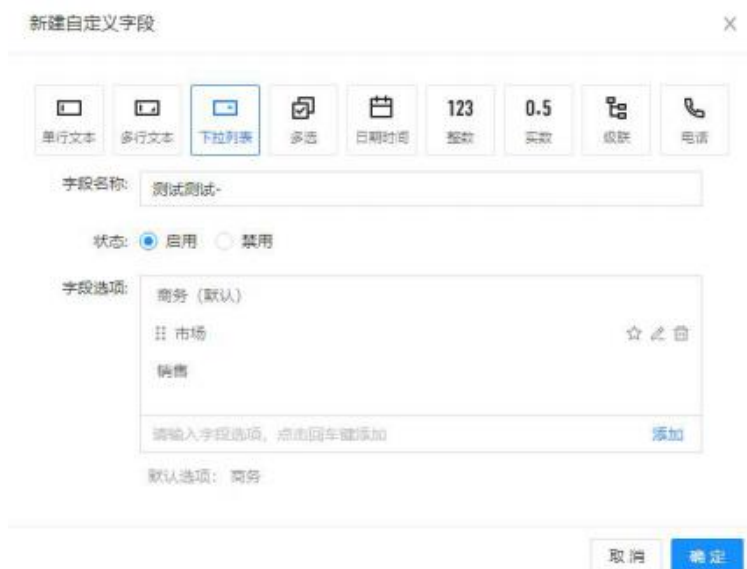 新建自定义字段
单行文本 多行文本 下拉列表 多选 日期时间 123 整数 0.5 实数 级联 电话
字段名称: 测试测试-
状态: 启用 禁用
字段选项: 商务（默认）
市场
销售
请输入字段选项，点击回车键添加 添加
默认选项： 商务
取消 确定